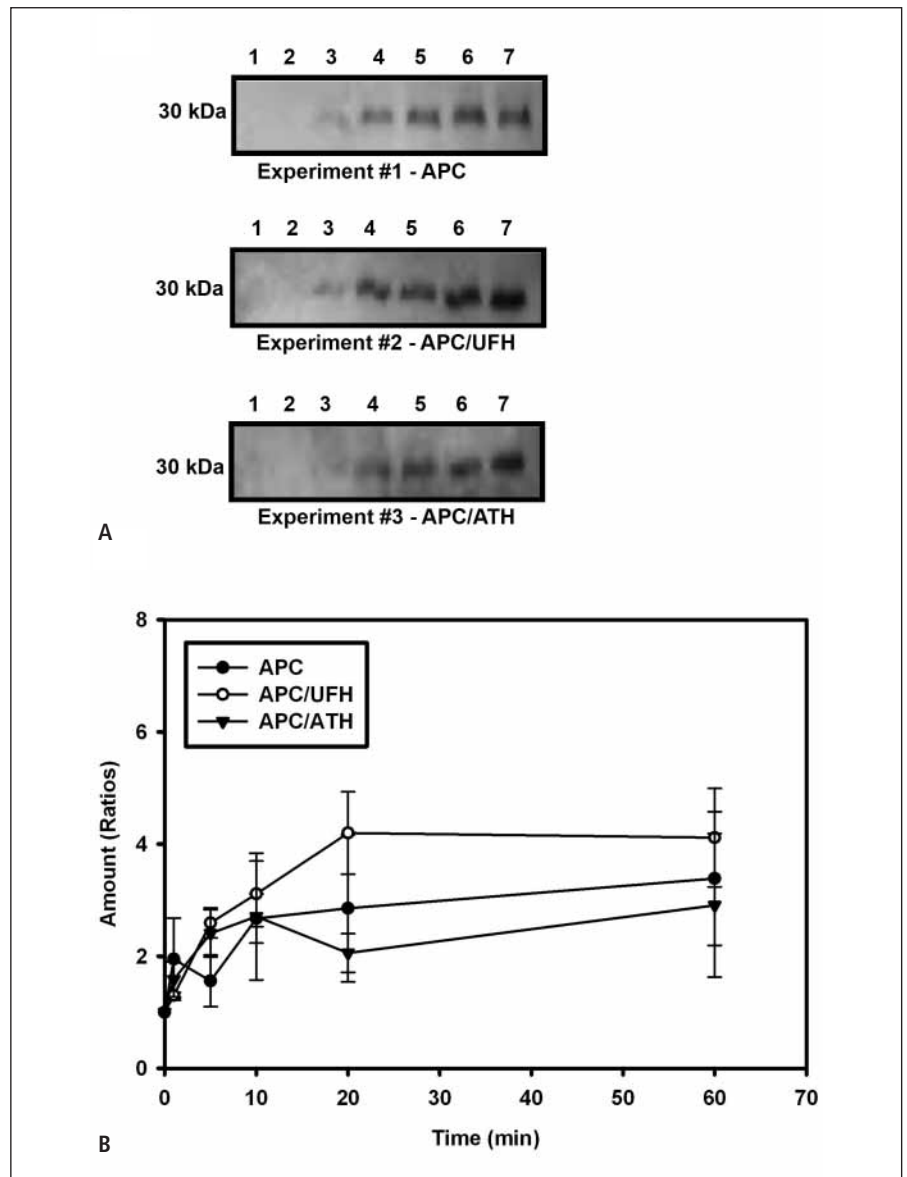 1 2 3 4 5 6 7
30 kDa
Experiment #1 - APC
1 2 3 4 5 6 7
30 kDa
Experiment #2 - APC/UFH
1 2 3 4 5 6 7
30 kDa
Experiment #3 - APC/ATH
A
8
6
4
2
0
Amount (Ratios)
APC
APC/UFH
APC/ATH
0 10 20 30 40 50 60 70
Time (min)
B